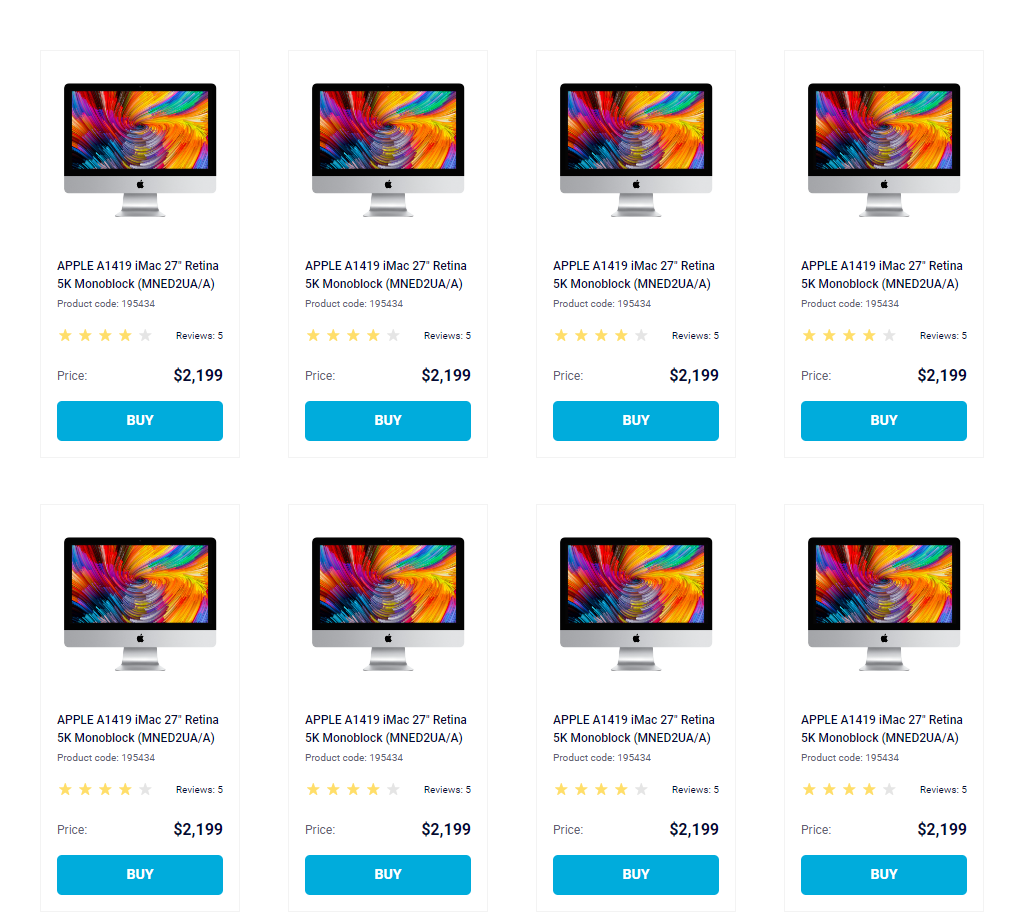 APPLE A1419 iMac 27" Retina
5K Monoblock (MNED2UA/A)
Product code: 195434
Reviews: 5
Price: $2,199
BUY
APPLE A1419 iMac 27" Retina
5K Monoblock (MNED2UA/A)
Product code: 195434
Reviews: 5
Price: $2,199
BUY
APPLE A1419 iMac 27" Retina
5K Monoblock (MNED2UA/A)
Product code: 195434
Reviews: 5
Price: $2,199
BUY
APPLE A1419 iMac 27" Retina
5K Monoblock (MNED2UA/A)
Product code: 195434
Reviews: 5
Price: $2,199
BUY
APPLE A1419 iMac 27" Retina
5K Monoblock (MNED2UA/A)
Product code: 195434
Reviews: 5
Price: $2,199
BUY
APPLE A1419 iMac 27" Retina
5K Monoblock (MNED2UA/A)
Product code: 195434
Reviews: 5
Price: $2,199
BUY
APPLE A1419 iMac 27" Retina
5K Monoblock (MNED2UA/A)
Product code: 195434
Reviews: 5
Price: $2,199
BUY
APPLE A1419 iMac 27" Retina
5K Monoblock (MNED2UA/A)
Product code: 195434
Reviews: 5
Price: $2,199
BUY